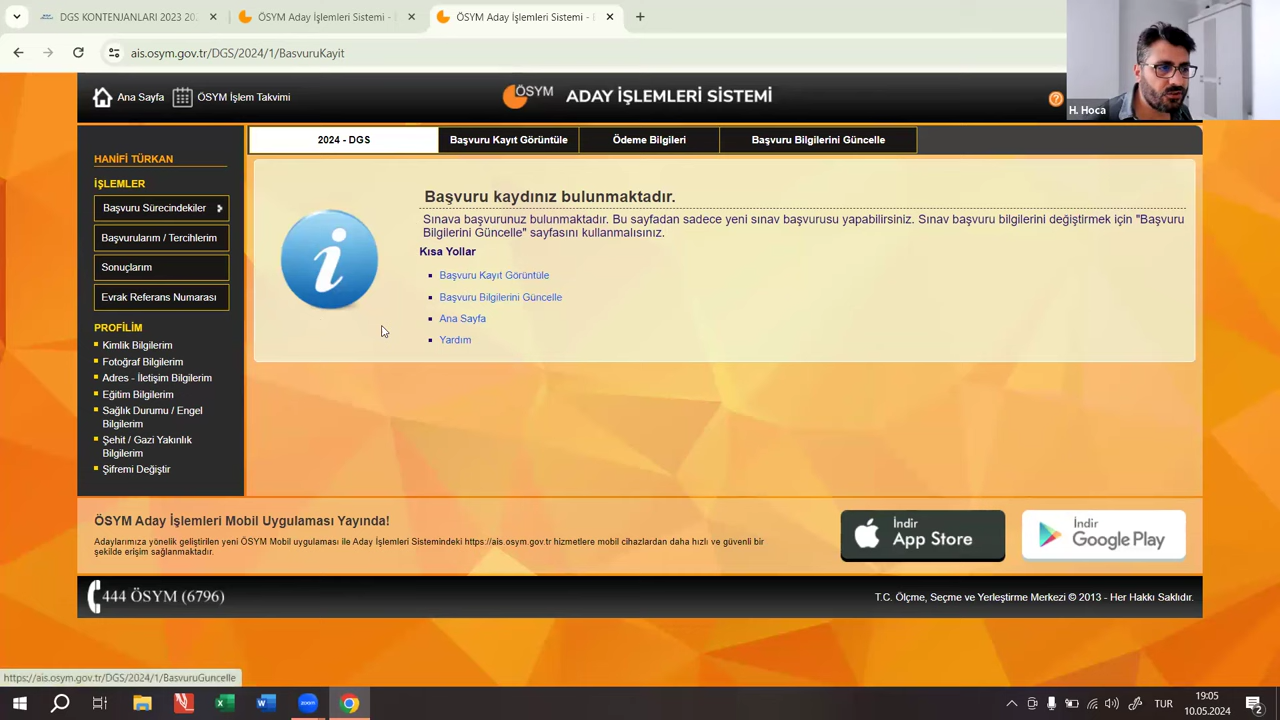 DGS KONTENJANLARI 2023 20
ÖSYM Aday İşlemleri Sistemi -
ÖSYM Aday İşlemleri Sistemi -
ais.osym.gov.tr/DGS/2024/1/BasvuruKayit
H. Hoca
Ana Sayfa
ÖSYM İşlem Takvimi
ÖSYM
ADAY İŞLEMLERİ SİSTEMİ
2024 - DGS
Başvuru Kayıt Görüntüle
Ödeme Bilgileri
Başvuru Bilgilerini Güncelle
HANİFİ TÜRKAN
İŞLEMLER
Başvuru Sürecindekiler
Başvurularım / Tercihlerim
Sonuçlarım
Evrak Referans Numarası
PROFİLİM
Kimlik Bilgilerim
Fotoğraf Bilgilerim
Adres - İletişim Bilgilerim
Eğitim Bilgilerim
Sağlık Durumu / Engel
Bilgilerim
Şehit / Gazi Yakınlık
Bilgilerim
Şifremi Değiştir
Başvuru kaydınız bulunmaktadır.
Sınava başvurunuz bulunmaktadır. Bu sayfadan sadece yeni sınav başvurusu yapabilirsiniz. Sınav başvuru bilgilerini değiştirmek için "Başvuru
Bilgilerini Güncelle" sayfasını kullanmalısınız.
Kısa Yollar
Başvuru Kayıt Görüntüle
Başvuru Bilgilerini Güncelle
Ana Sayfa
Yardım
ÖSYM Aday İşlemleri Mobil Uygulaması Yayında!
Adaylarımıza yönelik geliştirilen yeni ÖSYM Mobil uygulaması ile Aday İşlemleri Sistemindeki https://ais.osym.gov.tr hizmetlere mobil cihazlardan daha hızlı ve güvenli bir
şekilde erişim sağlanmaktadır.
İndir
App Store
İndir
Google Play
444 ÖSYM (6796)
T.C. Ölçme, Seçme ve Yerleştirme Merkezi © 2013 - Her Hakkı Saklıdır.
https://ais.osym.gov.tr/DGS/2024/1/BasvuruGuncelle
zoom
TUR
19:05
10.05.2024
2